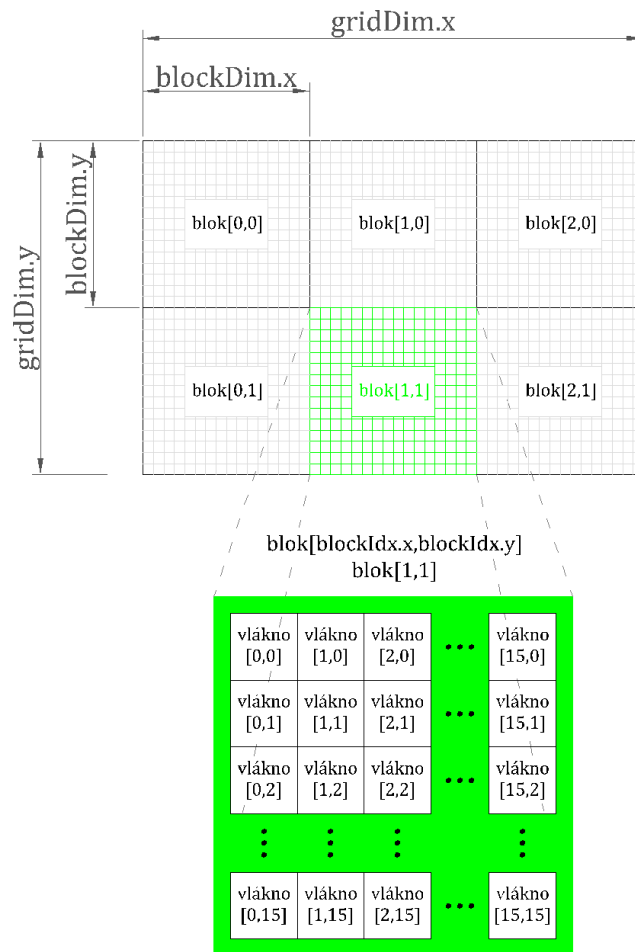 gridDim.x
blockDim.x
gridDim.y
blockDim.y
blok[0,0]
blok[1,0]
blok[2,0]
blok[0,1]
blok[1,1]
blok[2,1]
blok[blockIdx.x,blockIdx.y]
blok[1,1]
vlákno vlákno vlákno vlákno
[0,0] [1,0] [2,0] ••• [15,0]
vlákno vlákno vlákno vlákno
[0,1] [1,1] [2,1] ••• [15,1]
vlákno vlákno vlákno vlákno
[0,2] [1,2] [2,2] ••• [15,2]
vlákno vlákno vlákno vlákno
[0,15] [1,15] [2,15] ••• [15,15]